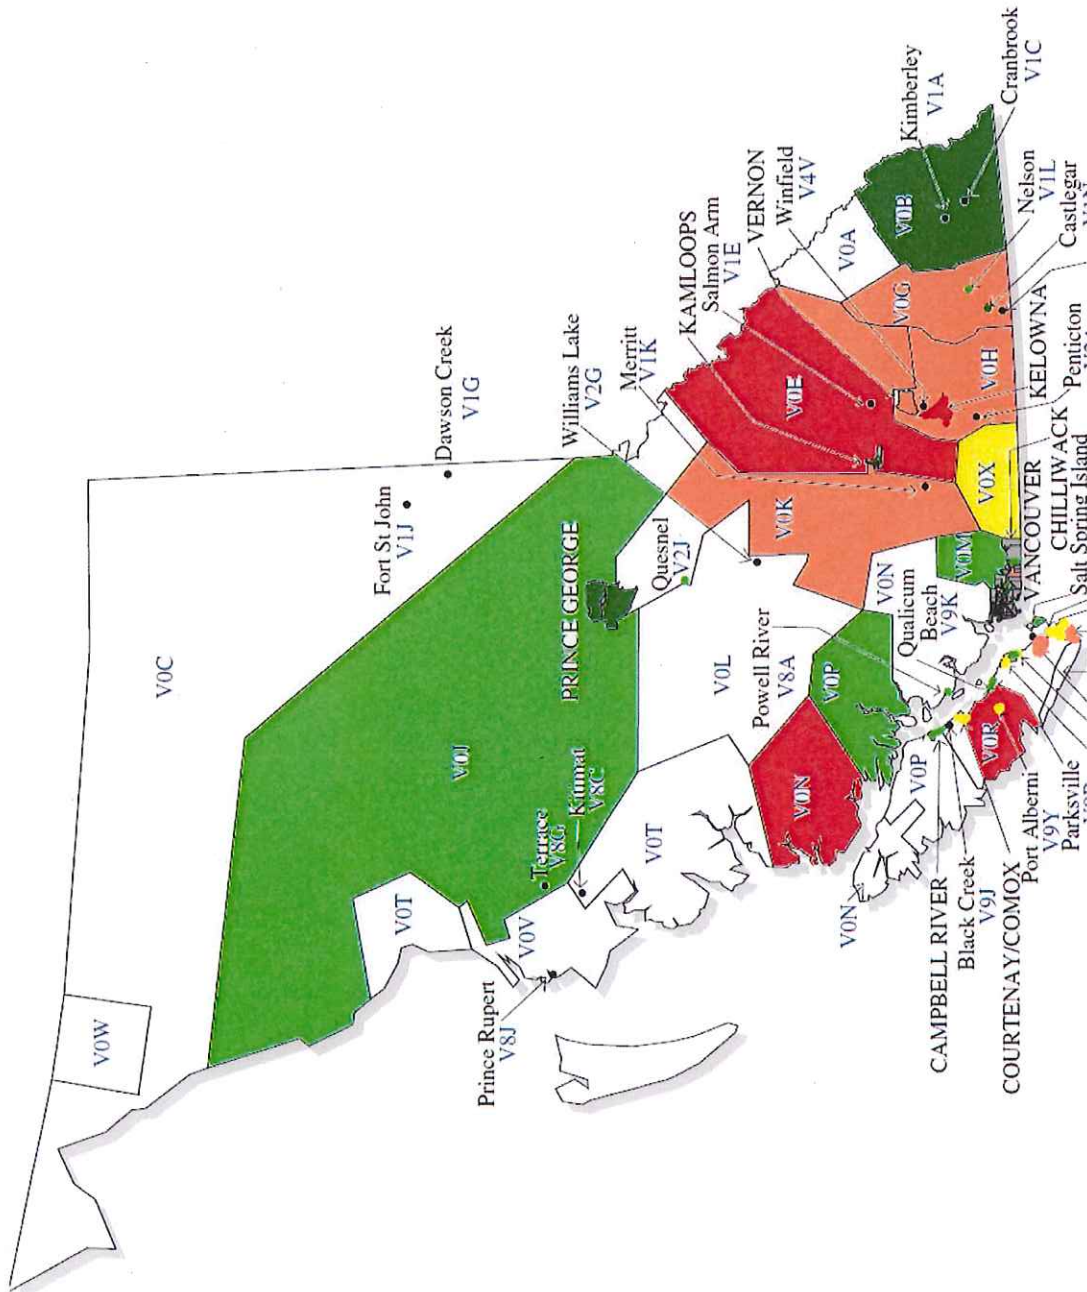 V0W
V0C
Fort St John
V1J
Dawson Creek
V1G
V0J
V0T
Terrace
V8G
Kitimat
V8C
V0V
Prince Rupert
V8J
PRINCE GEORGE
Williams Lake
V2G
Merritt
V1K
KAMLOOPS
Salmon Arm
V1E
VERNON
Winfield
V4V
Kimberley
V1A
Cranbrook
V1C
Quesnel
V2J
V0T
V0L
V0K
V0E
V0A
V0B
V0G
V0H
V0X
Powell River
V8A
V0N
V0P
V0N
V0M
Qualicum
Beach
V9K
V0N
V0P
V0R
CAMPBELL RIVER
Black Creek
V9J
COURTENAY/COMOX
Port Alberni
V9Y
Parksville
VANCOUVER
CHILLIWACK
Salt Spring Island
KELOWNA
Penticton
Nelson
V1L
Castlegar